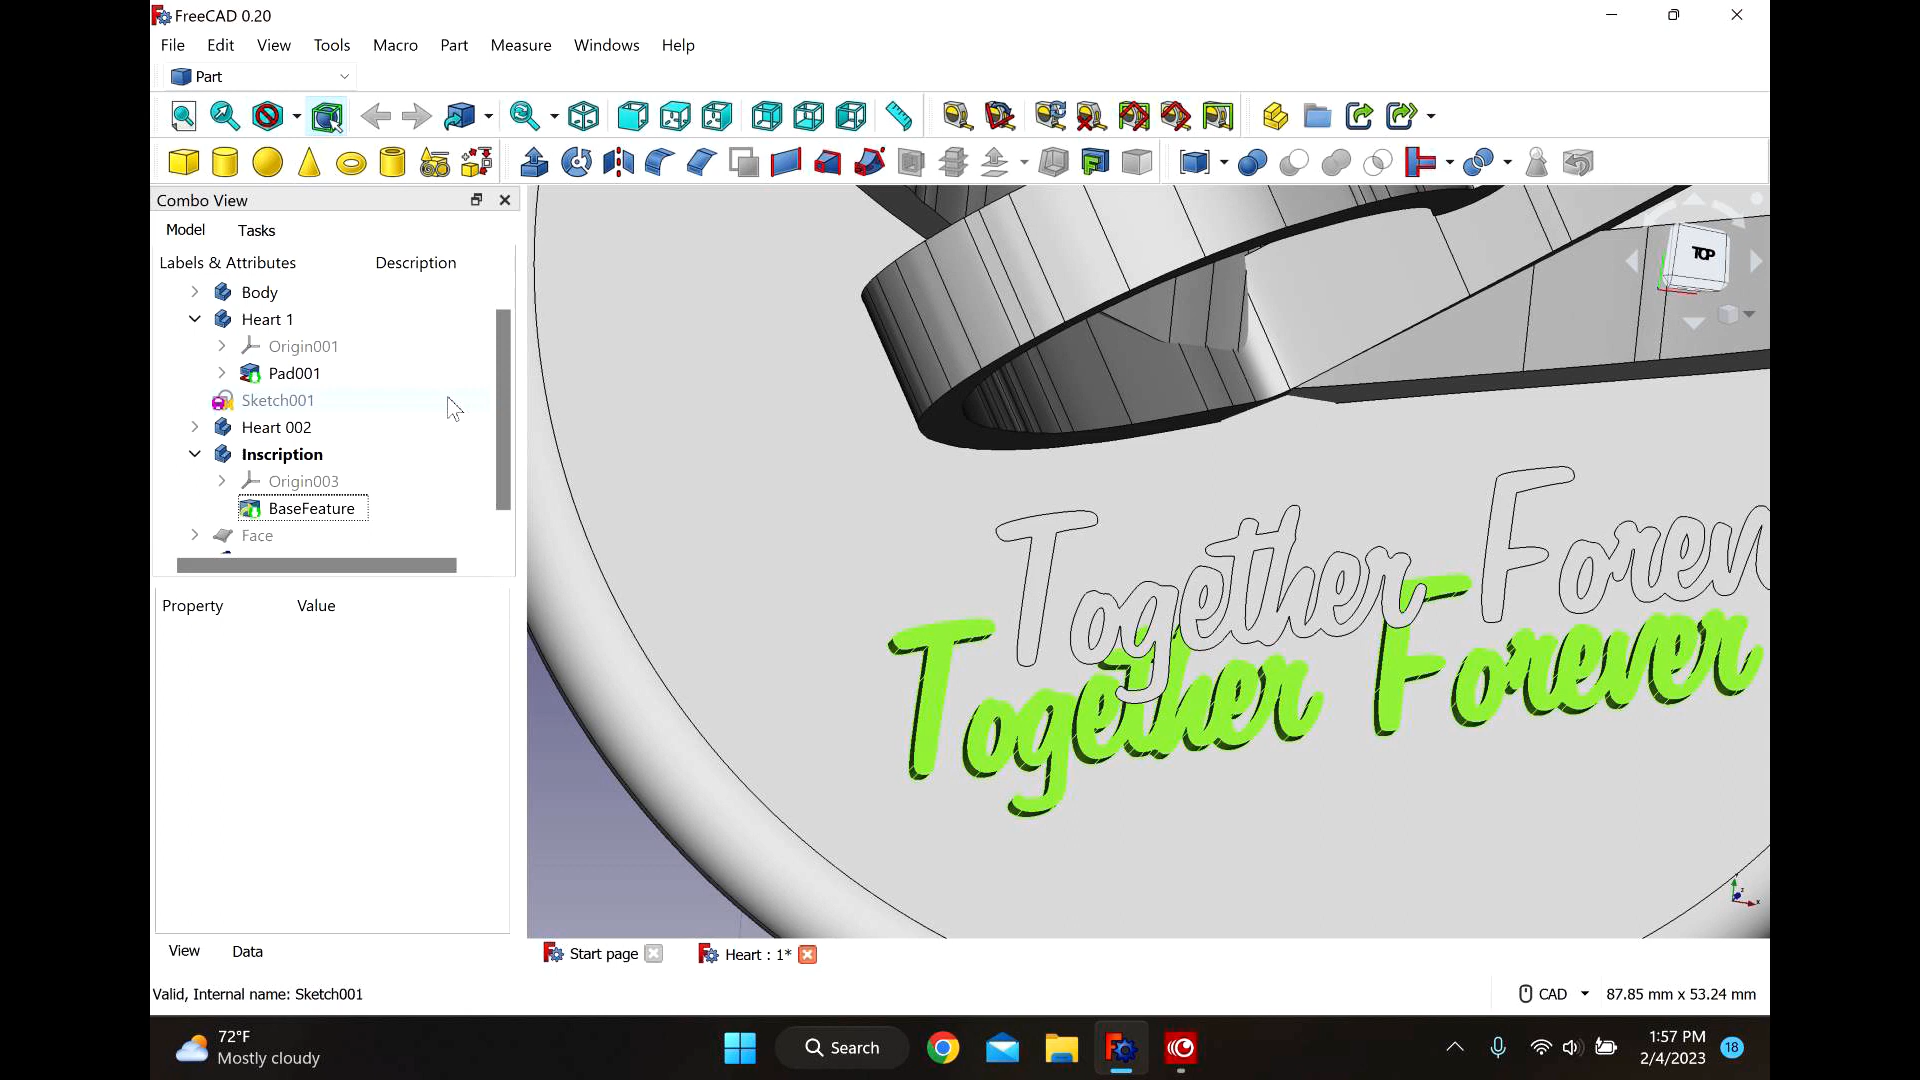 FreeCAD 0.20
File Edit View Tools Macro Part Measure Windows Help
Part
Combo View
Model Tasks
Labels & Attributes Description
Body
Heart 1
Origin001
Pad001
Sketch001
Heart 002
Inscription
Origin003
BaseFeature
Face
Property Value
View Data
TOP
Together Forev
Together Forever
Start page
Heart : 1*
Valid, Internal name: Sketch001
CAD
87.85 mm x 53.24 mm
72°F
Mostly cloudy
Search
1:57 PM
2/4/2023
18